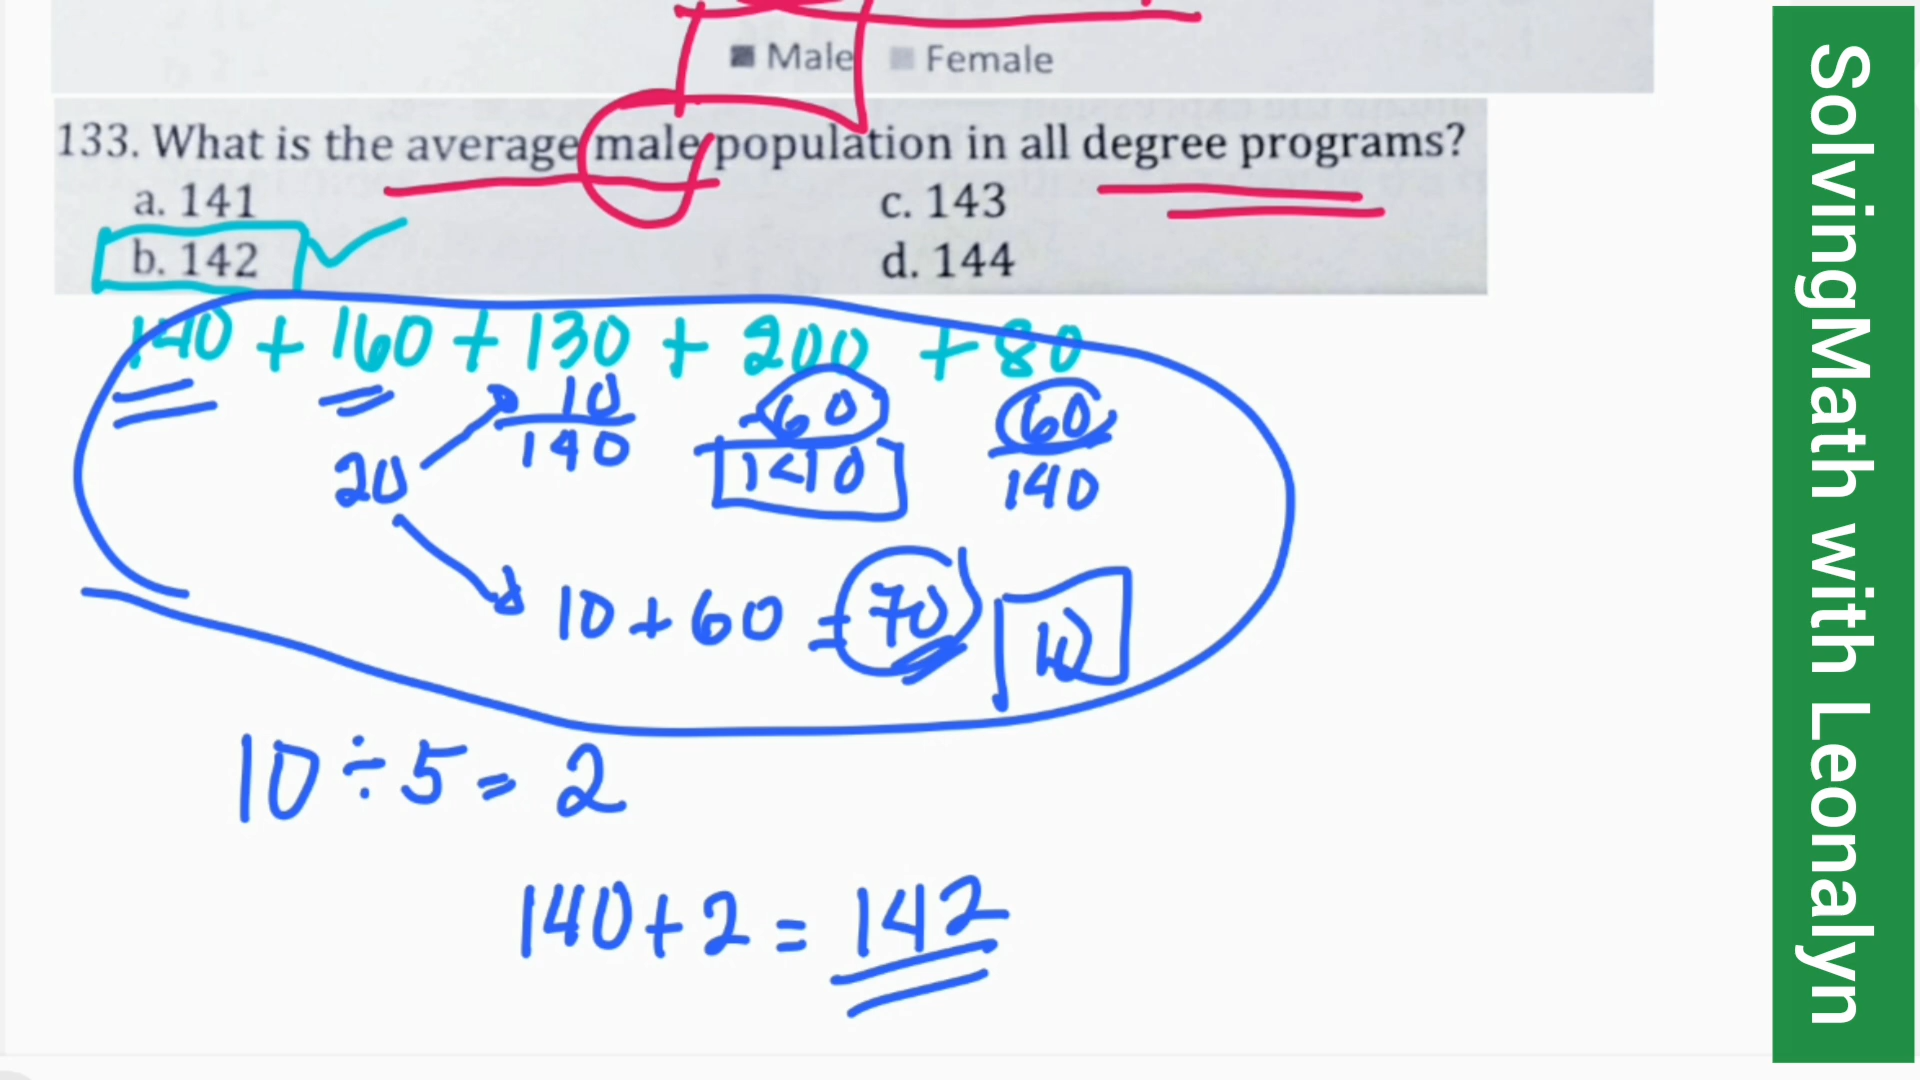 Male Female
133. What is the average male population in all degree programs?
a. 141
c. 143
b. 142
d. 144
140 + 160 + 130 + 200 + 80
10
-60
60
140
140
140
20
10 + 60 = 70
10
10 ÷ 5 = 2
140 + 2 = 142
SolvingMath with Leonalyn